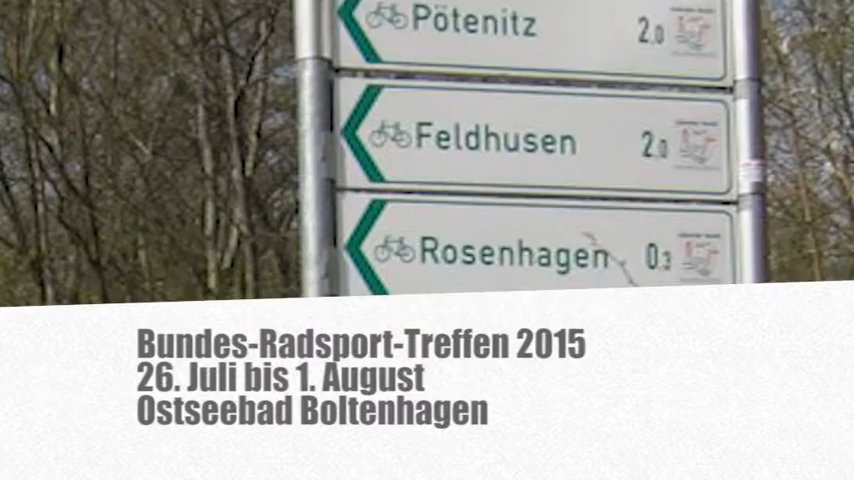 Pötenitz 2.0
Feldhusen 2.0
Rosenhagen 0.3
Bundes-Radsport-Treffen 2015
26. Juli bis 1. August
Ostseebad Boltenhagen